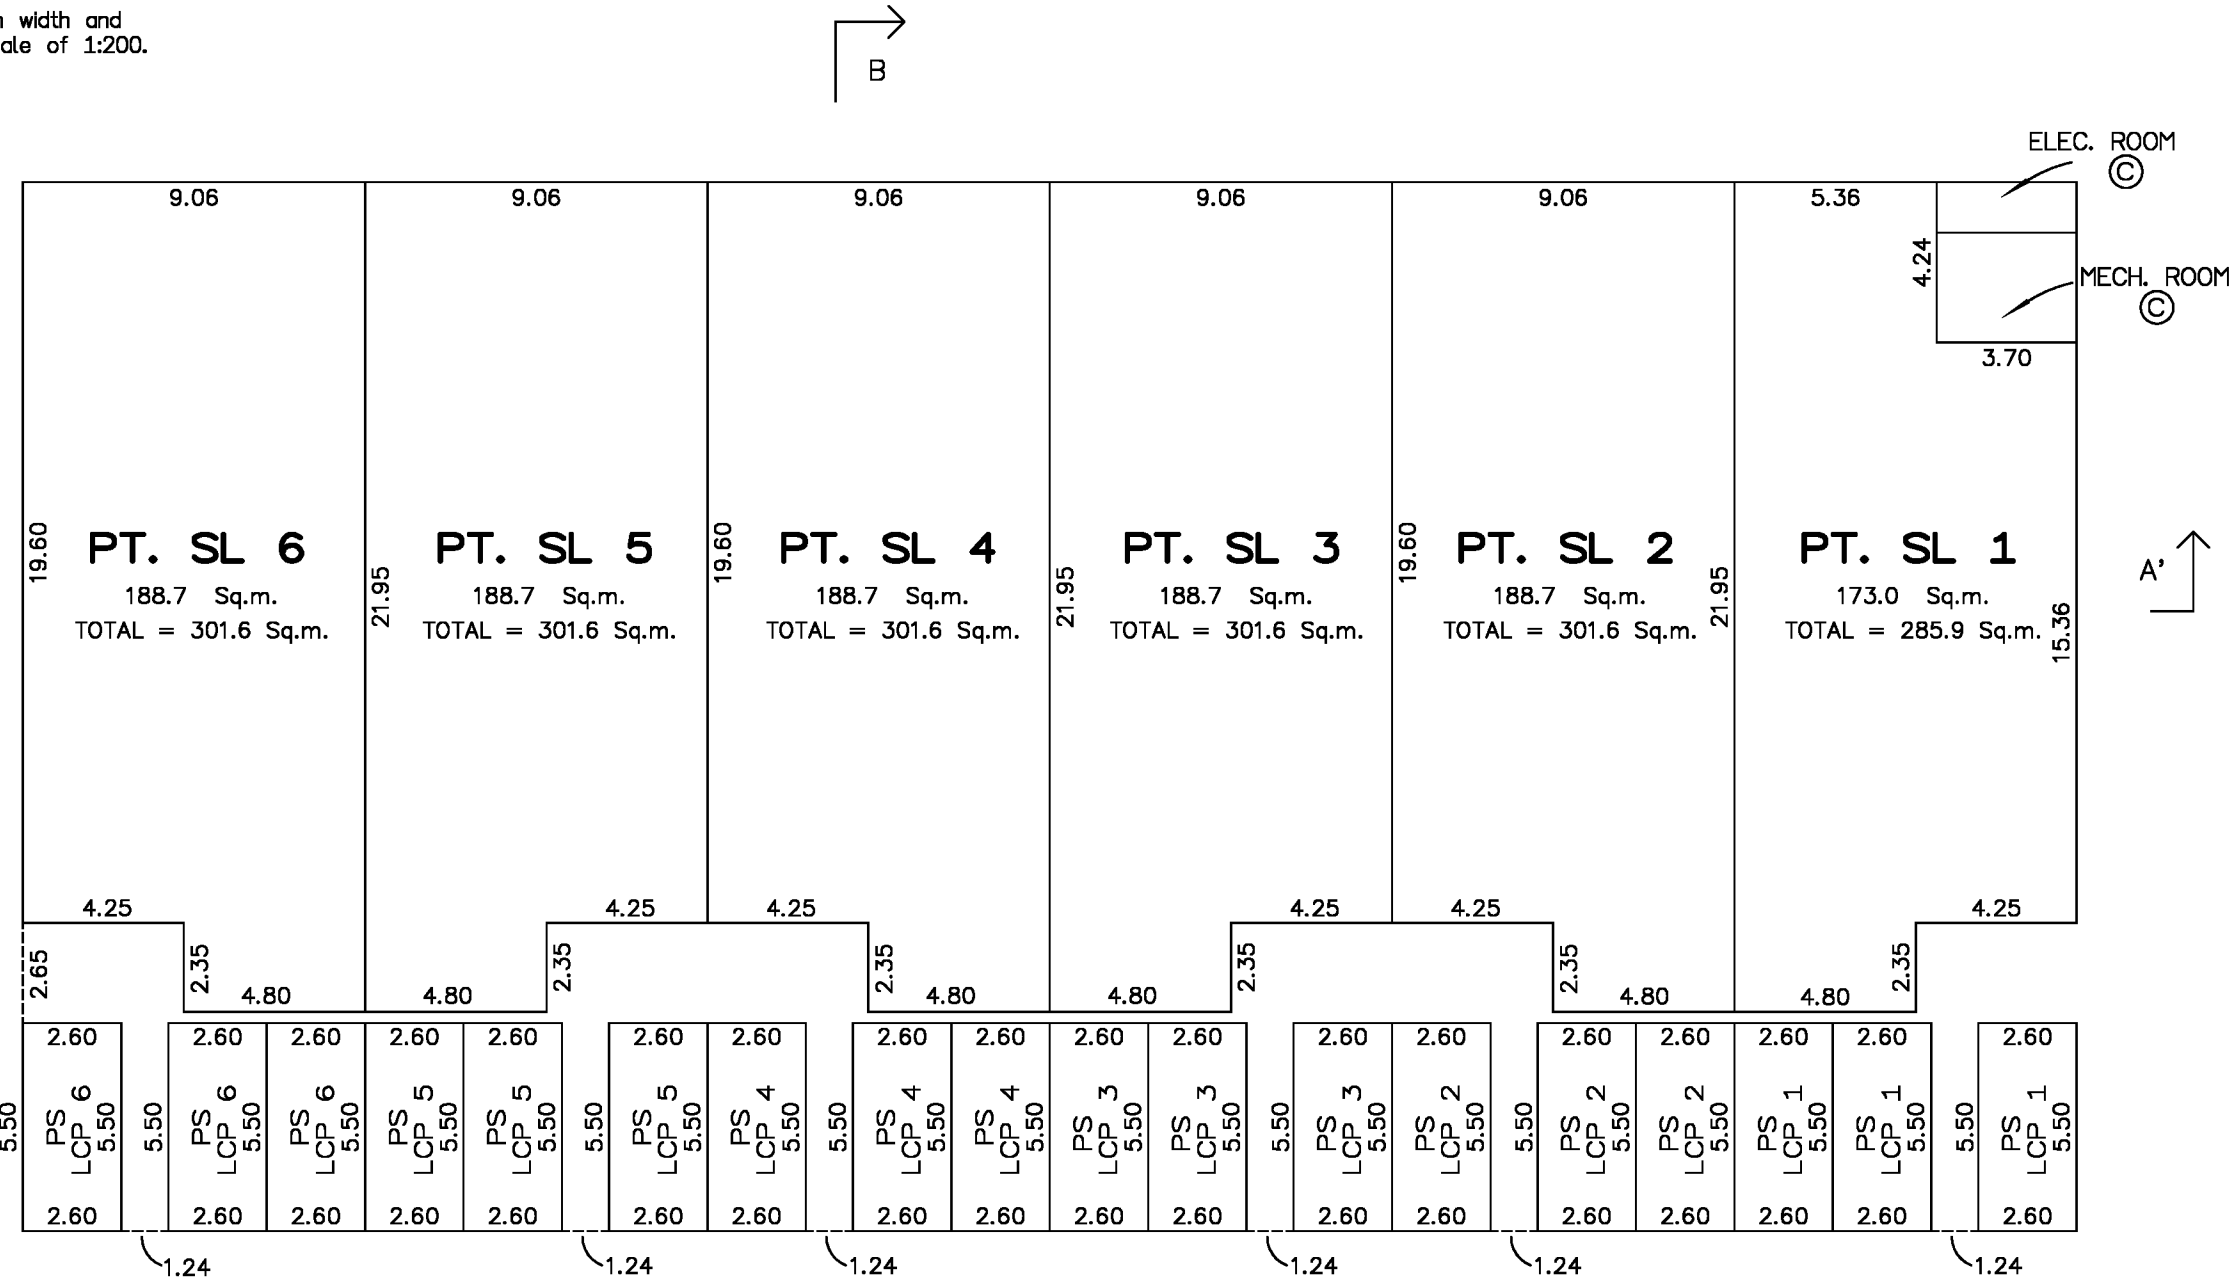 width and
ale of 1:200.
B
ELEC. ROOM
©
9.06 9.06 9.06 9.06 9.06 5.36
4.24
MECH. ROOM
©
3.70
19.60
PT. SL 6
188.7 Sq.m.
TOTAL = 301.6 Sq.m.
21.95
PT. SL 5
188.7 Sq.m.
TOTAL = 301.6 Sq.m.
19.60
PT. SL 4
188.7 Sq.m.
TOTAL = 301.6 Sq.m.
21.95
PT. SL 3
188.7 Sq.m.
TOTAL = 301.6 Sq.m.
19.60
PT. SL 2
188.7 Sq.m.
TOTAL = 301.6 Sq.m.
21.95
PT. SL 1
173.0 Sq.m.
TOTAL = 285.9 Sq.m.
15.36
A'
4.25 4.25 4.25 4.25 4.25 4.25
2.65 2.35 2.35 2.35 2.35 2.35 2.35
4.80 4.80 4.80 4.80 4.80 4.80
2.60 2.60 2.60 2.60 2.60 2.60 2.60 2.60 2.60 2.60 2.60 2.60 2.60 2.60 2.60 2.60 2.60 2.60
5.50
PS
LCP 6
5.50
5.50
PS
LCP 6
5.50
PS
LCP 6
5.50
PS
LCP 5
5.50
PS
LCP 5
5.50
5.50
PS
LCP 5
5.50
PS
LCP 4
5.50
5.50
PS
LCP 4
5.50
PS
LCP 4
5.50
PS
LCP 3
5.50
PS
LCP 3
5.50
5.50
PS
LCP 3
5.50
PS
LCP 2
5.50
5.50
PS
LCP 2
5.50
PS
LCP 2
5.50
PS
LCP 1
5.50
PS
LCP 1
5.50
5.50
PS
LCP 1
5.50
2.60 2.60 2.60 2.60 2.60 2.60 2.60 2.60 2.60 2.60 2.60 2.60 2.60 2.60 2.60 2.60 2.60 2.60
1.24 1.24 1.24 1.24 1.24 1.24